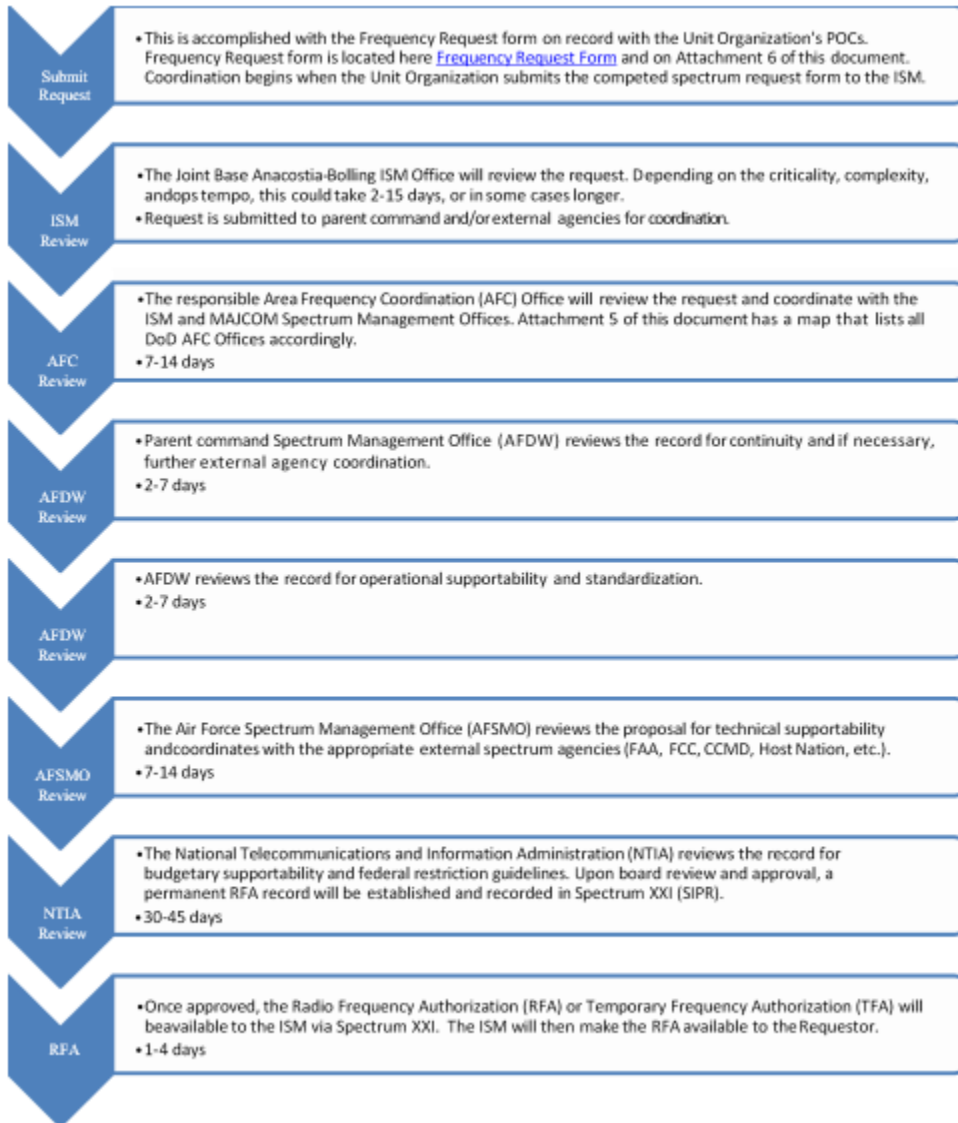 Submit
Request
•This is accomplished with the Frequency Request form on record with the Unit Organization's POCs.
Frequency Request form is located here Frequency Request Form and on Attachment 6 of this document.
Coordination begins when the Unit Organization submits the competed spectrum request form to the ISM.
ISM
Review
•The Joint Base Anacostia-Bolling ISM Office will review the request. Depending on the criticality, complexity,
andops tempo, this could take 2-15 days, or in some cases longer.
•Request is submitted to parent command and/or external agencies for coordination.
AFC
Review
•The responsible Area Frequency Coordination (AFC) Office will review the request and coordinate with the
ISM and MAJCOM Spectrum Management Offices. Attachment 5 of this document has a map that lists all
DoD AFC Offices accordingly.
•7-14 days
AFDW
Review
•Parent command Spectrum Management Office (AFDW) reviews the record for continuity and if necessary,
further external agency coordination.
•2-7 days
AFDW
Review
•AFDW reviews the record for operational supportability and standardization.
•2-7 days
AFSMO
Review
•The Air Force Spectrum Management Office (AFSMO) reviews the proposal for technical supportability
andcoordinates with the appropriate external spectrum agencies (FAA, FCC, CCMD, Host Nation, etc.).
•7-14 days
NTIA
Review
•The National Telecommunications and Information Administration (NTIA) reviews the record for
budgetary supportability and federal restriction guidelines. Upon board review and approval, a
permanent RFA record will be established and recorded in Spectrum XXI (SIPR).
•30-45 days
RFA
•Once approved, the Radio Frequency Authorization (RFA) or Temporary Frequency Authorization (TFA) will
beavailable to the ISM via Spectrum XXI. The ISM will then make the RFA available to the Requestor.
•1-4 days